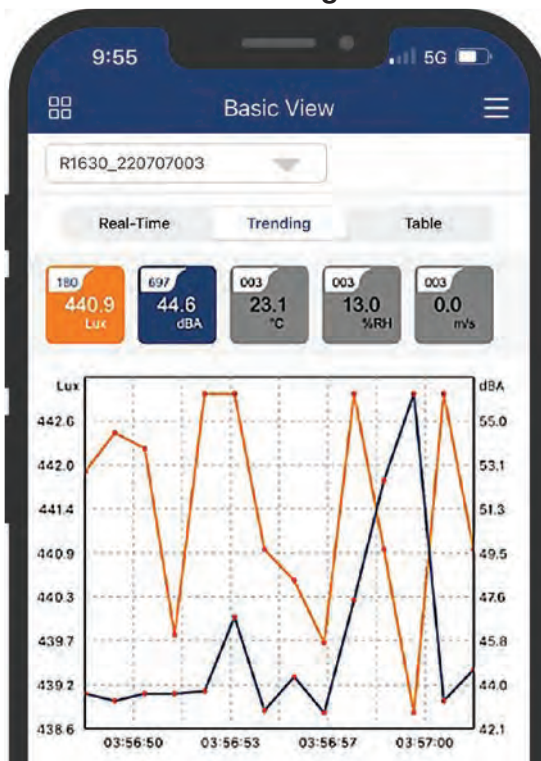 9:55 5G
Basic View
R1630_220707003
Real-Time Trending Table
180 697 003 003 003
440.9 44.6 23.1 13.0 0.0
Lux dBA °C %RH m/s
Lux dBA
442.6 55.0
442.0 53.1
441.4 51.3
440.9 49.5
440.3 47.6
439.7 45.8
439.2 44.0
438.6 42.1
03:56:50 03:56:53 03:56:57 03:57:00